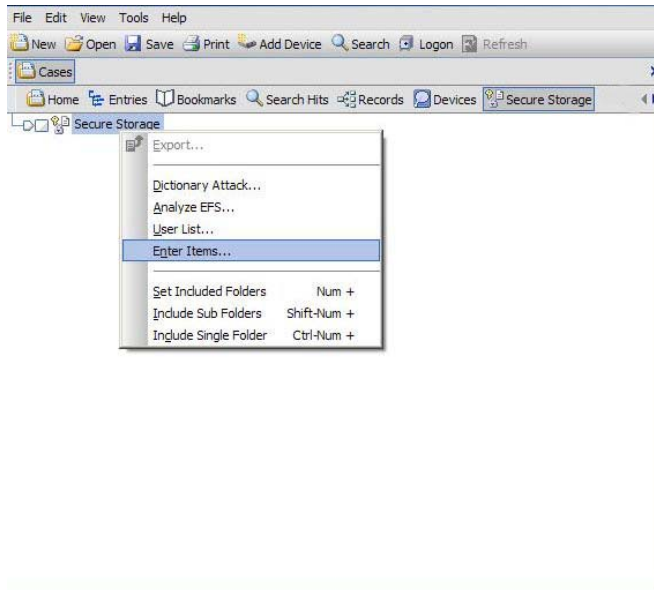 File Edit View Tools Help
New Open Save Print Add Device Search Logon Refresh
Cases
Home Entries Bookmarks Search Hits Records Devices Secure Storage
Secure Storage
Export...
Dictionary Attack...
Analyze EFS...
User List...
Enter Items...
Set Included Folders Num +
Include Sub Folders Shift-Num +
Include Single Folder Ctrl-Num +